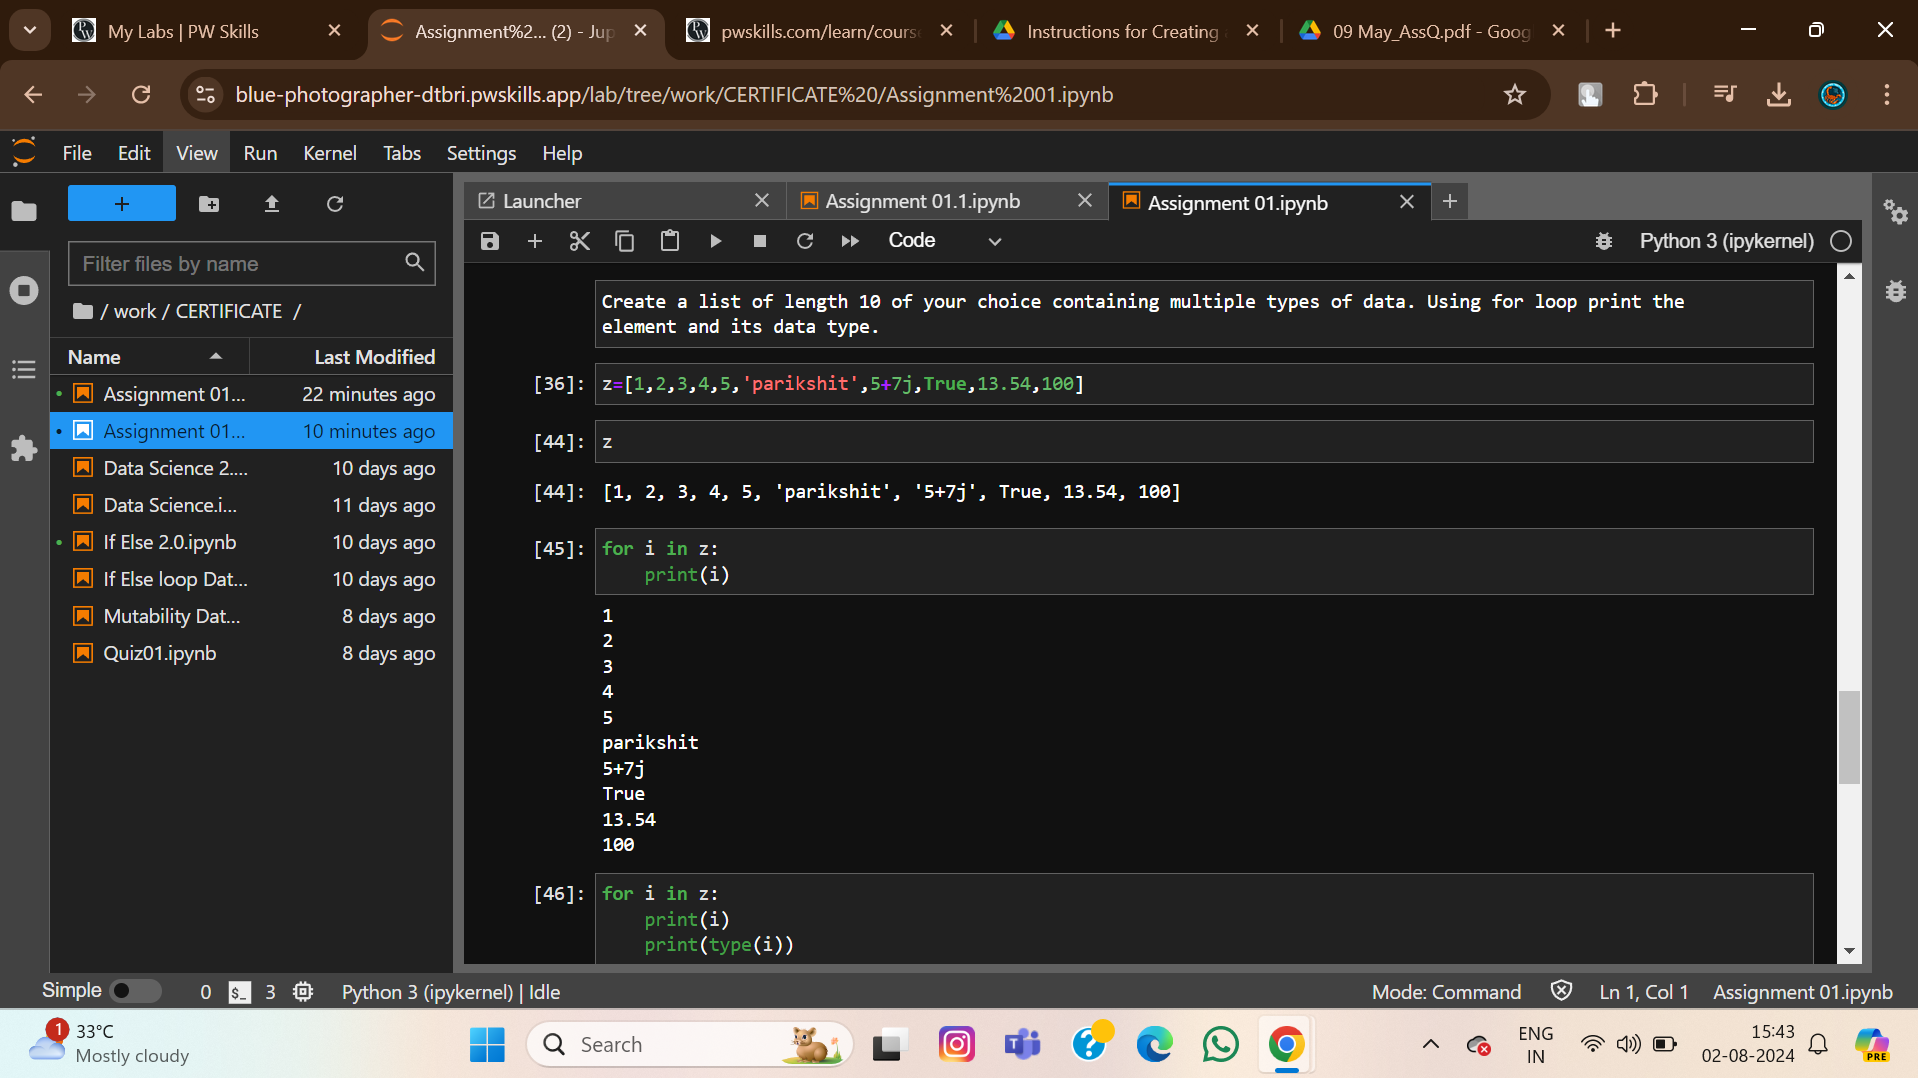 My Labs | PW Skills
Assignment%2... (2) - Jup
pwskills.com/learn/cours
Instructions for Creating
09 May_AssQ.pdf - Goog
blue-photographer-dtbri.pwskills.app/lab/tree/work/CERTIFICATE%20/Assignment%2001.ipynb
File Edit View Run Kernel Tabs Settings Help
+
Filter files by name
/ work / CERTIFICATE /
Name Last Modified
Assignment 01... 22 minutes ago
Assignment 01... 10 minutes ago
Data Science 2.... 10 days ago
Data Science.i... 11 days ago
If Else 2.0.ipynb 10 days ago
If Else loop Dat... 10 days ago
Mutability Dat... 8 days ago
Quiz01.ipynb 8 days ago
Launcher
Assignment 01.1.ipynb
Assignment 01.ipynb
Code
Python 3 (ipykernel)
Create a list of length 10 of your choice containing multiple types of data. Using for loop print the
element and its data type.
[36]: z=[1,2,3,4,5,'parikshit',5+7j,True,13.54,100]
[44]: z
[44]: [1, 2, 3, 4, 5, 'parikshit', '5+7j', True, 13.54, 100]
[45]: for i in z:
    print(i)
1
2
3
4
5
parikshit
5+7j
True
13.54
100
[46]: for i in z:
    print(i)
    print(type(i))
Simple 0 $_ 3 Python 3 (ipykernel) | Idle
Mode: Command Ln 1, Col 1 Assignment 01.ipynb
1
33°C
Mostly cloudy
Search
ENG
IN
15:43
02-08-2024
PRE